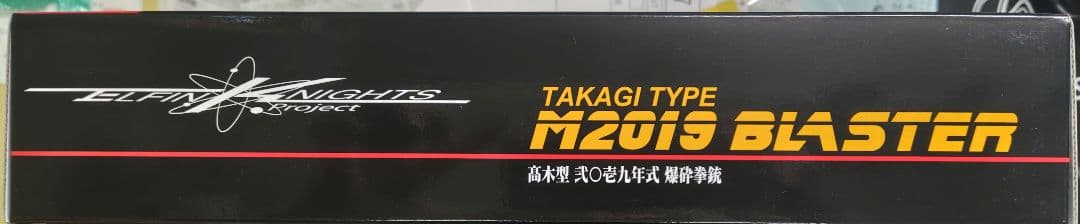 ELFIN KNIGHTS
Project
TAKAGI TYPE
M2019 BLASTER
髙木型 弐〇壱九年式 爆砕拳銃